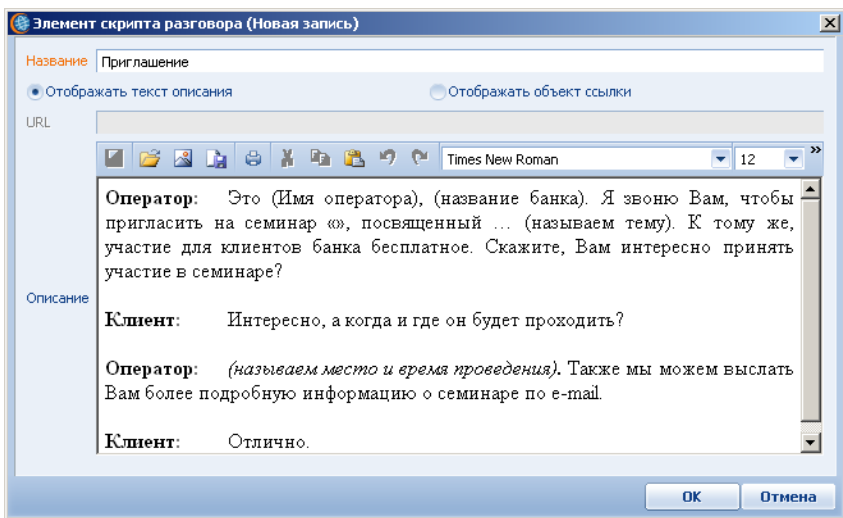 Элемент скрипта разговора (Новая запись)
Название Приглашение
Отображать текст описания Отображать объект ссылки
URL
Times New Roman 12 »
Оператор: Это (Имя оператора), (название банка). Я звоню Вам, чтобы
пригласить на семинар «», посвященный … (называем тему). К тому же,
участие для клиентов банка бесплатное. Скажите, Вам интересно принять
участие в семинаре?
Описание
Клиент: Интересно, а когда и где он будет проходить?
Оператор: (называем место и время проведения). Также мы можем выслать
Вам более подробную информацию о семинаре по e-mail.
Клиент: Отлично.
OK Отмена